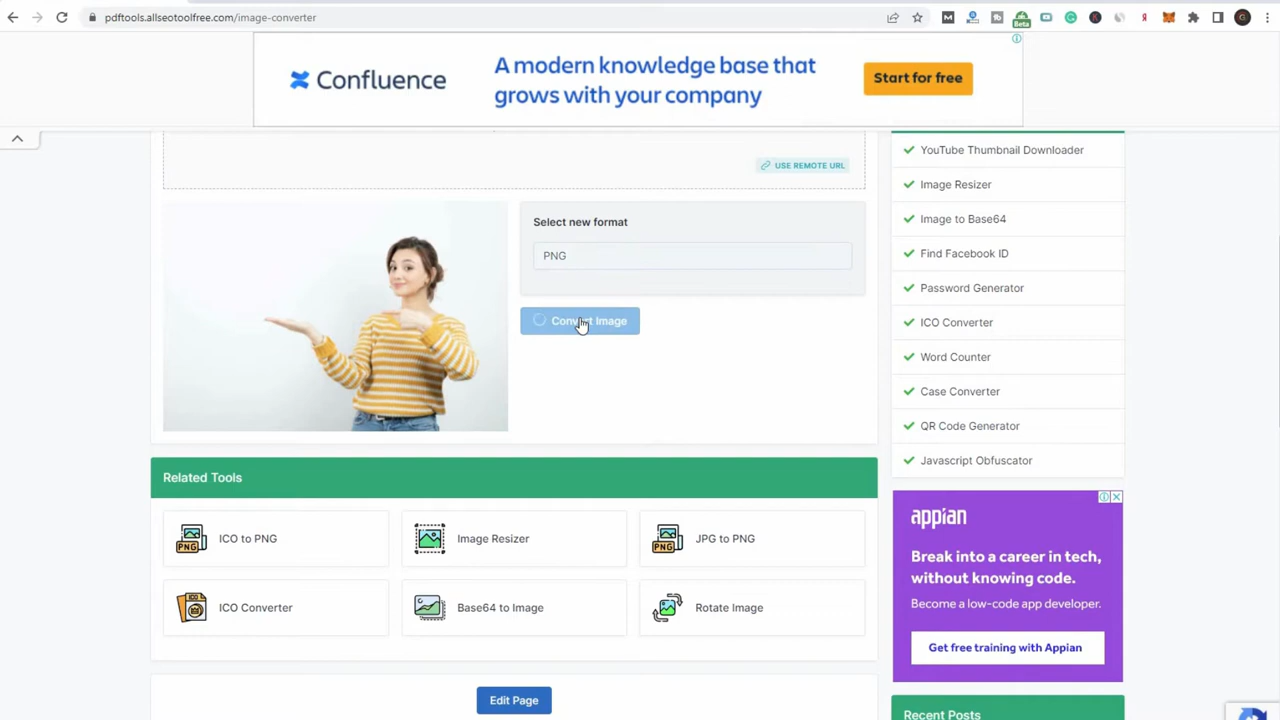 pdftools.allseotoolfree.com/image-converter
Beta
Confluence
A modern knowledge base that
grows with your company
Start for free
USE REMOTE URL
Select new format
PNG
Convert Image
Related Tools
PNG
ICO to PNG
Image Resizer
PNG
JPG to PNG
ICO
ICO Converter
Base64 to Image
Rotate Image
Edit Page
YouTube Thumbnail Downloader
Image Resizer
Image to Base64
Find Facebook ID
Password Generator
ICO Converter
Word Counter
Case Converter
QR Code Generator
Javascript Obfuscator
appian
Break into a career in tech,
without knowing code.
Become a low-code app developer.
Get free training with Appian
Recent Posts